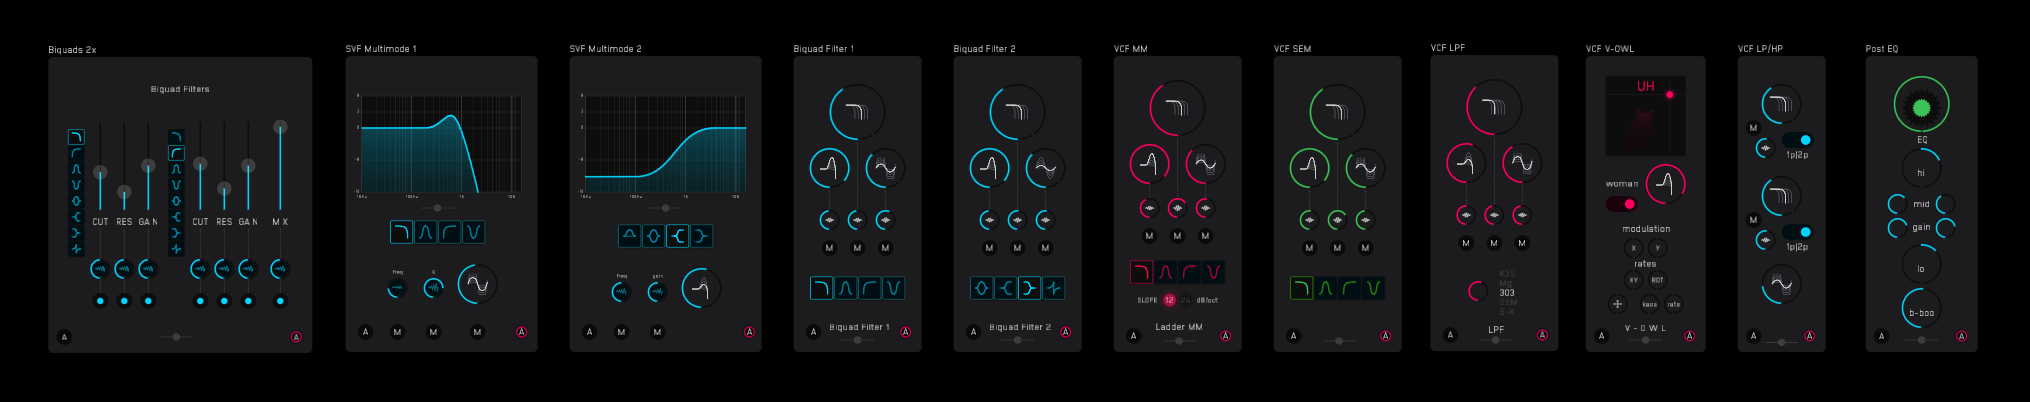 Biquads 2x
Biquad Filters
CUT RES GAIN CUT RES GAIN MIX
A A
SVF Multimode 1
Freq Q
A M M M A
SVF Multimode 2
Freq gain
A M M A
Biquad Filter 1
M M M
Biquad Filter 1
A A
Biquad Filter 2
M M M
Biquad Filter 2
A A
VCF MM
M M M
SLOPE 12 24 dB/oct
Ladder MM
A A
VCF SEM
M M M
A A
VCF LPF
M M M
K35
Mg
303
SEM
S-K
LPF
A A
VCF V-OWL
UH
woman
modulation
X Y
rates
XY ROT
kaos rate
V - O W L
A A
VCF LP/HP
M
1p|2p
M
1p|2p
A A
Post EQ
EQ
hi
mid
gain
lo
b-boo
A A